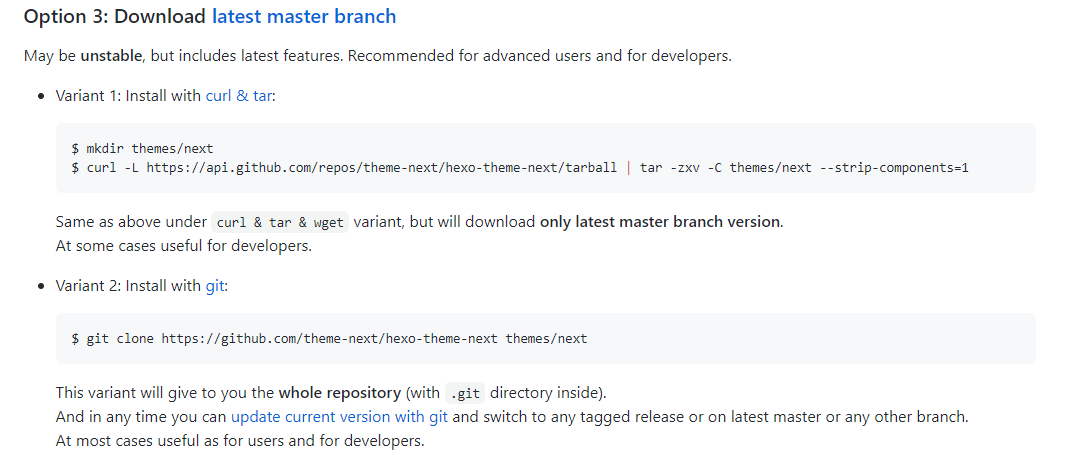 Option 3: Download latest master branch
May be unstable, but includes latest features. Recommended for advanced users and for developers.
Variant 1: Install with curl & tar:
$ mkdir themes/next
$ curl -L https://api.github.com/repos/theme-next/hexo-theme-next/tarball | tar -zxv -C themes/next --strip-components=1
Same as above under curl & tar & wget variant, but will download only latest master branch version.
At some cases useful for developers.
Variant 2: Install with git:
$ git clone https://github.com/theme-next/hexo-theme-next themes/next
This variant will give to you the whole repository (with .git directory inside).
And in any time you can update current version with git and switch to any tagged release or on latest master or any other branch.
At most cases useful as for users and for developers.